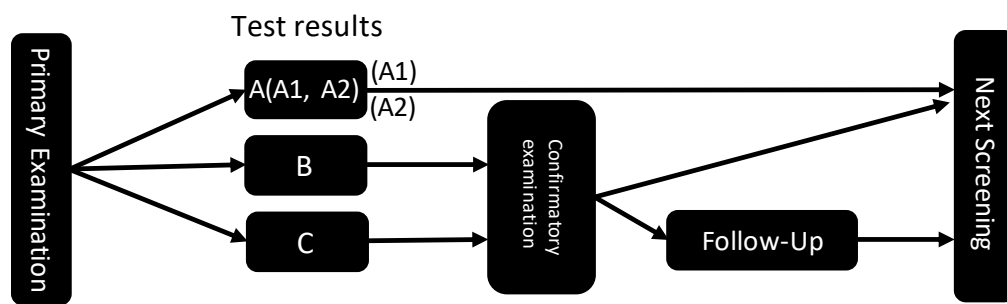 Test results
Primary Examination
A(A1, A2)
(A1)
(A2)
B
C
Confirmatory
examination
Follow-Up
Next Screening